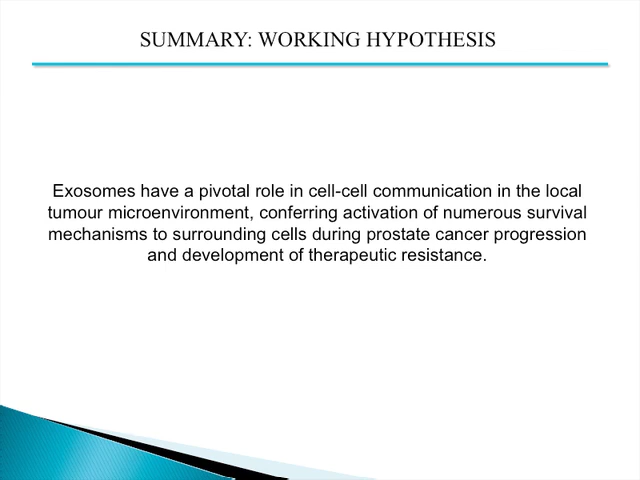 SUMMARY: WORKING HYPOTHESIS
Exosomes have a pivotal role in cell-cell communication in the local
tumour microenvironment, conferring activation of numerous survival
mechanisms to surrounding cells during prostate cancer progression
and development of therapeutic resistance.